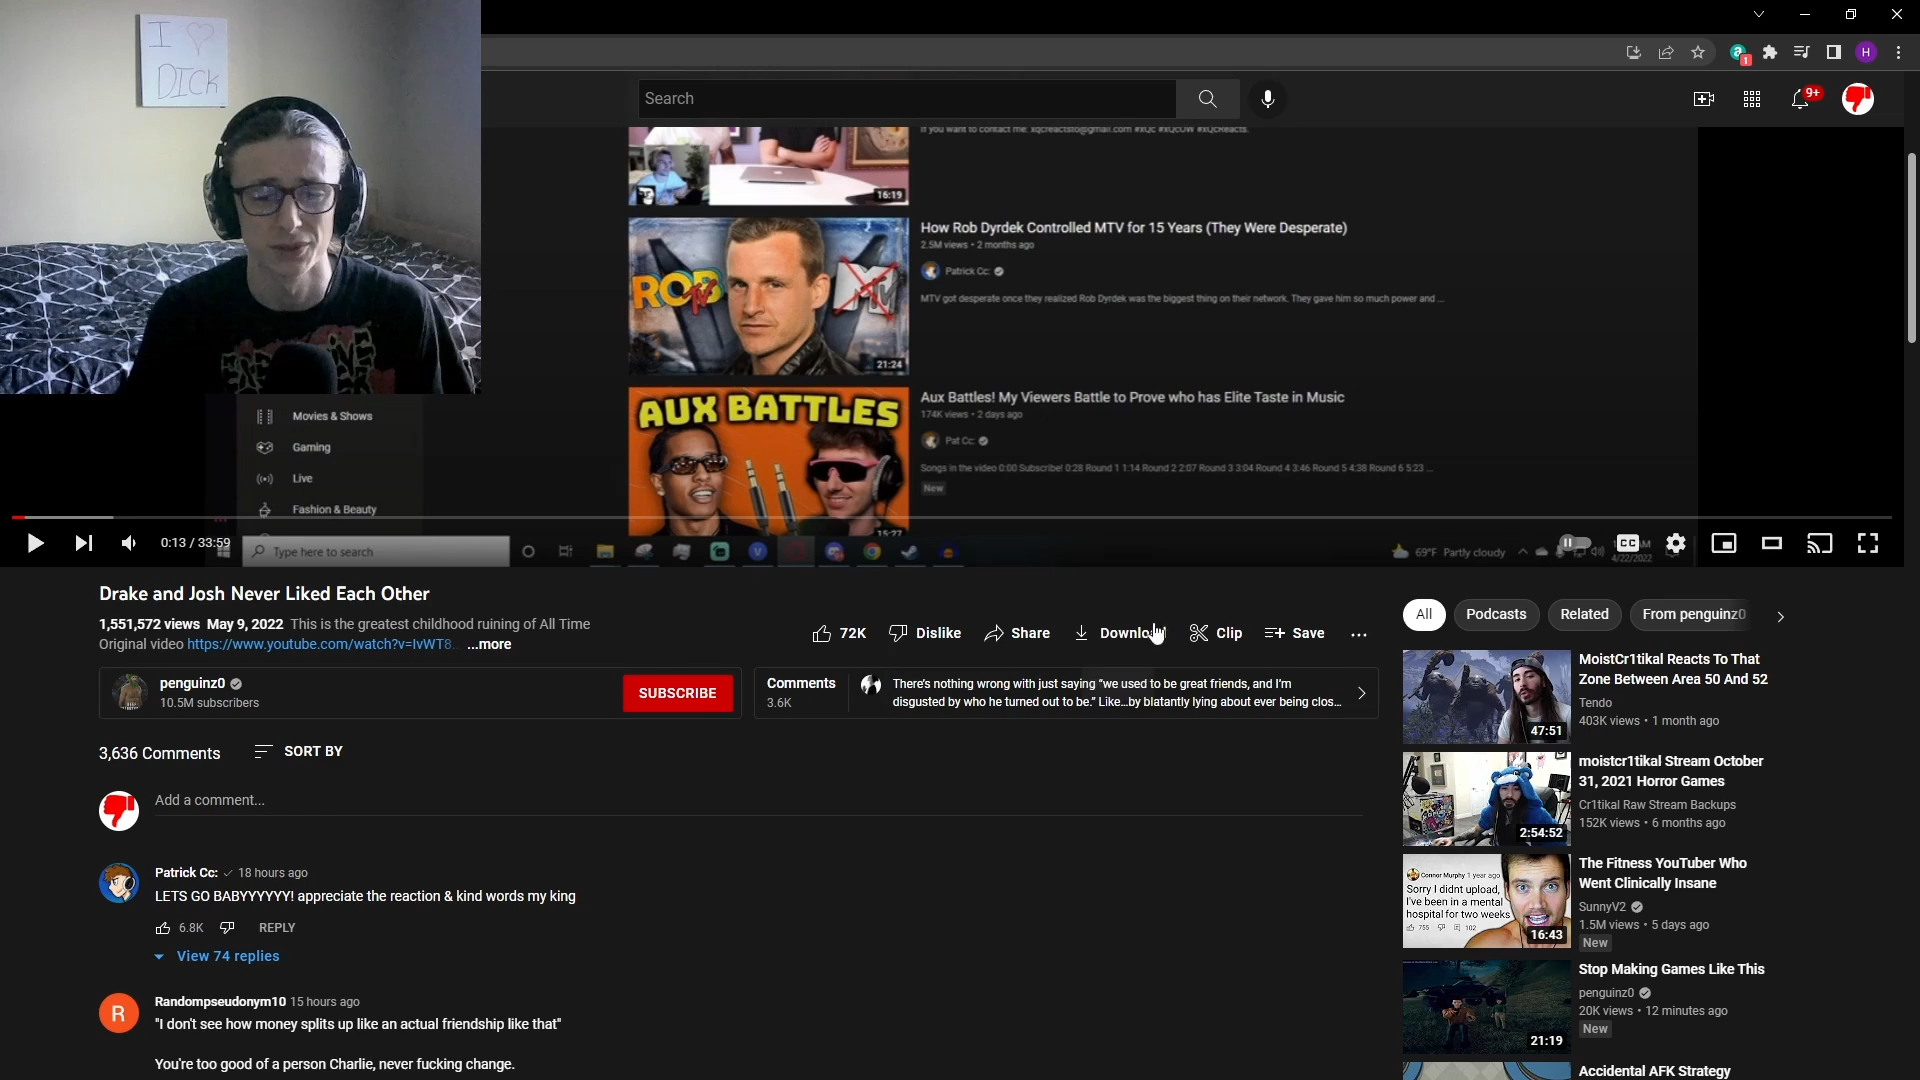 I ♡
DICK
Search
9+
1
H
If you want to contact me: xqcreactsto@gmail.com #xQc #xQcOW #xQcReacts.
16:19
How Rob Dyrdek Controlled MTV for 15 Years (They Were Desperate)
2.5M views • 2 months ago
Patrick Cc:
MTV got desperate once they realized Rob Dyrdek was the biggest thing on their network. They gave him so much power and ...
ROB
TV
21:24
AUX BATTLES
Aux Battles! My Viewers Battle to Prove who has Elite Taste in Music
174K views • 2 days ago
Pat Cc:
Songs in the video 0:00 Subscribe! 0:28 Round 1 1:14 Round 2 2:07 Round 3 3:04 Round 4 3:46 Round 5 4:38 Round 6 5:23 ...
New
15:27
Movies & Shows
Gaming
Live
Fashion & Beauty
0:13 / 33:59
Type here to search
69°F Partly cloudy
4/22/2022
CC
Drake and Josh Never Liked Each Other
1,551,572 views May 9, 2022 This is the greatest childhood ruining of All Time
Original video https://www.youtube.com/watch?v=IvWT8... ...more
72K
Dislike
Share
Download
Clip
Save
penguinz0
10.5M subscribers
SUBSCRIBE
Comments
3.6K
There's nothing wrong with just saying "we used to be great friends, and I'm
disgusted by who he turned out to be." Like...by blatantly lying about ever being clos...
3,636 Comments
SORT BY
Add a comment...
Patrick Cc: 18 hours ago
LETS GO BABYYYYYY! appreciate the reaction & kind words my king
6.8K
REPLY
View 74 replies
R
Randompseudonym10 15 hours ago
"I don't see how money splits up like an actual friendship like that"
You're too good of a person Charlie, never fucking change.
All
Podcasts
Related
From penguinz0
MoistCr1tikal Reacts To That
Zone Between Area 50 And 52
Tendo
403K views • 1 month ago
47:51
moistcr1tikal Stream October
31, 2021 Horror Games
Cr1tikal Raw Stream Backups
152K views • 6 months ago
2:54:52
The Fitness YouTuber Who
Went Clinically Insane
SunnyV2
1.5M views • 5 days ago
New
Connor Murphy 1 year ago
Sorry I didnt upload,
I've been in a mental
hospital for two weeks
755
102
16:43
Stop Making Games Like This
penguinz0
20K views • 12 minutes ago
New
21:19
Accidental AFK Strategy